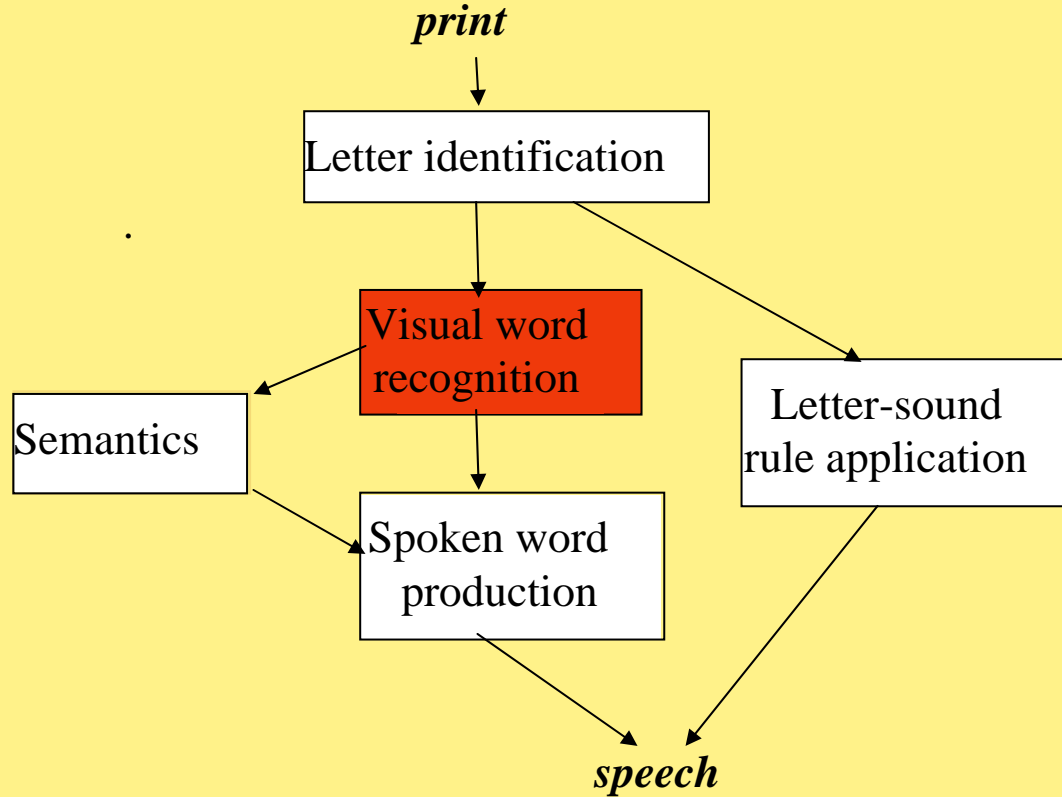 print
Letter identification
.
Visual word
recognition
Letter-sound
rule application
Semantics
Spoken word
production
speech